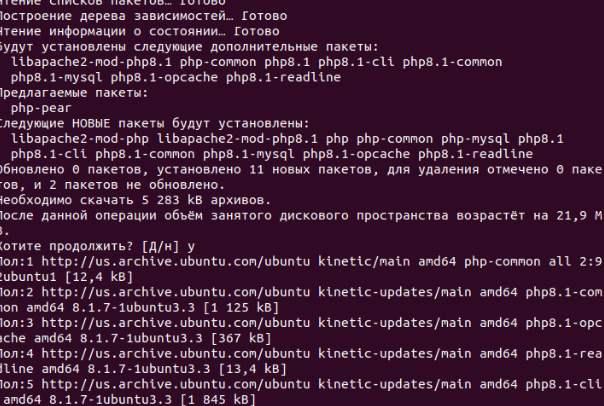 Чтение списков пакетов… Готово
Построение дерева зависимостей… Готово
Чтение информации о состоянии… Готово
будут установлены следующие дополнительные пакеты:
libapache2-mod-php8.1 php-common php8.1 php8.1-cli php8.1-common
php8.1-mysql php8.1-opcache php8.1-readline
Предлагаемые пакеты:
php-pear
Следующие НОВЫЕ пакеты будут установлены:
libapache2-mod-php libapache2-mod-php8.1 php php-common php-mysql php8.1
php8.1-cli php8.1-common php8.1-mysql php8.1-opcache php8.1-readline
Обновлено 0 пакетов, установлено 11 новых пакетов, для удаления отмечено 0 паке
тов, и 2 пакетов не обновлено.
Необходимо скачать 5 283 kB архивов.
После данной операции объём занятого дискового пространства возрастёт на 21,9 M
B.
Хотите продолжить? [Д/н] y
Пол:1 http://us.archive.ubuntu.com/ubuntu kinetic/main amd64 php-common all 2:9
2ubuntu1 [12,4 kB]
Пол:2 http://us.archive.ubuntu.com/ubuntu kinetic-updates/main amd64 php8.1-com
mon amd64 8.1.7-1ubuntu3.3 [1 125 kB]
Пол:3 http://us.archive.ubuntu.com/ubuntu kinetic-updates/main amd64 php8.1-opc
ache amd64 8.1.7-1ubuntu3.3 [367 kB]
Пол:4 http://us.archive.ubuntu.com/ubuntu kinetic-updates/main amd64 php8.1-rea
dline amd64 8.1.7-1ubuntu3.3 [13,4 kB]
Пол:5 http://us.archive.ubuntu.com/ubuntu kinetic-updates/main amd64 php8.1-cli
amd64 8.1.7-1ubuntu3.3 [1 845 kB]